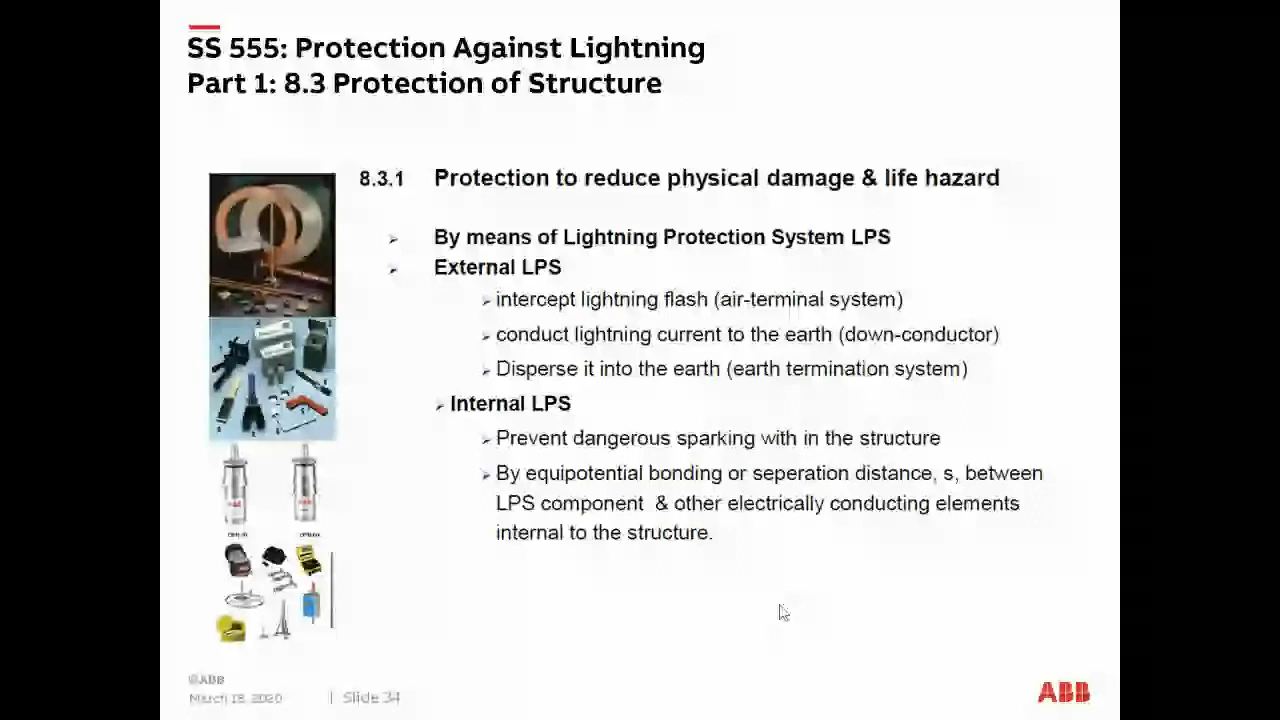 SS 555: Protection Against Lightning
Part 1: 8.3 Protection of Structure
8.3.1 Protection to reduce physical damage & life hazard
By means of Lightning Protection System LPS
External LPS
intercept lightning flash (air-terminal system)
conduct lightning current to the earth (down-conductor)
Disperse it into the earth (earth termination system)
Internal LPS
Prevent dangerous sparking with in the structure
By equipotential bonding or seperation distance, s, between
LPS component & other electrically conducting elements
internal to the structure.
©ABB
March 18, 2020 | Slide 34
ABB